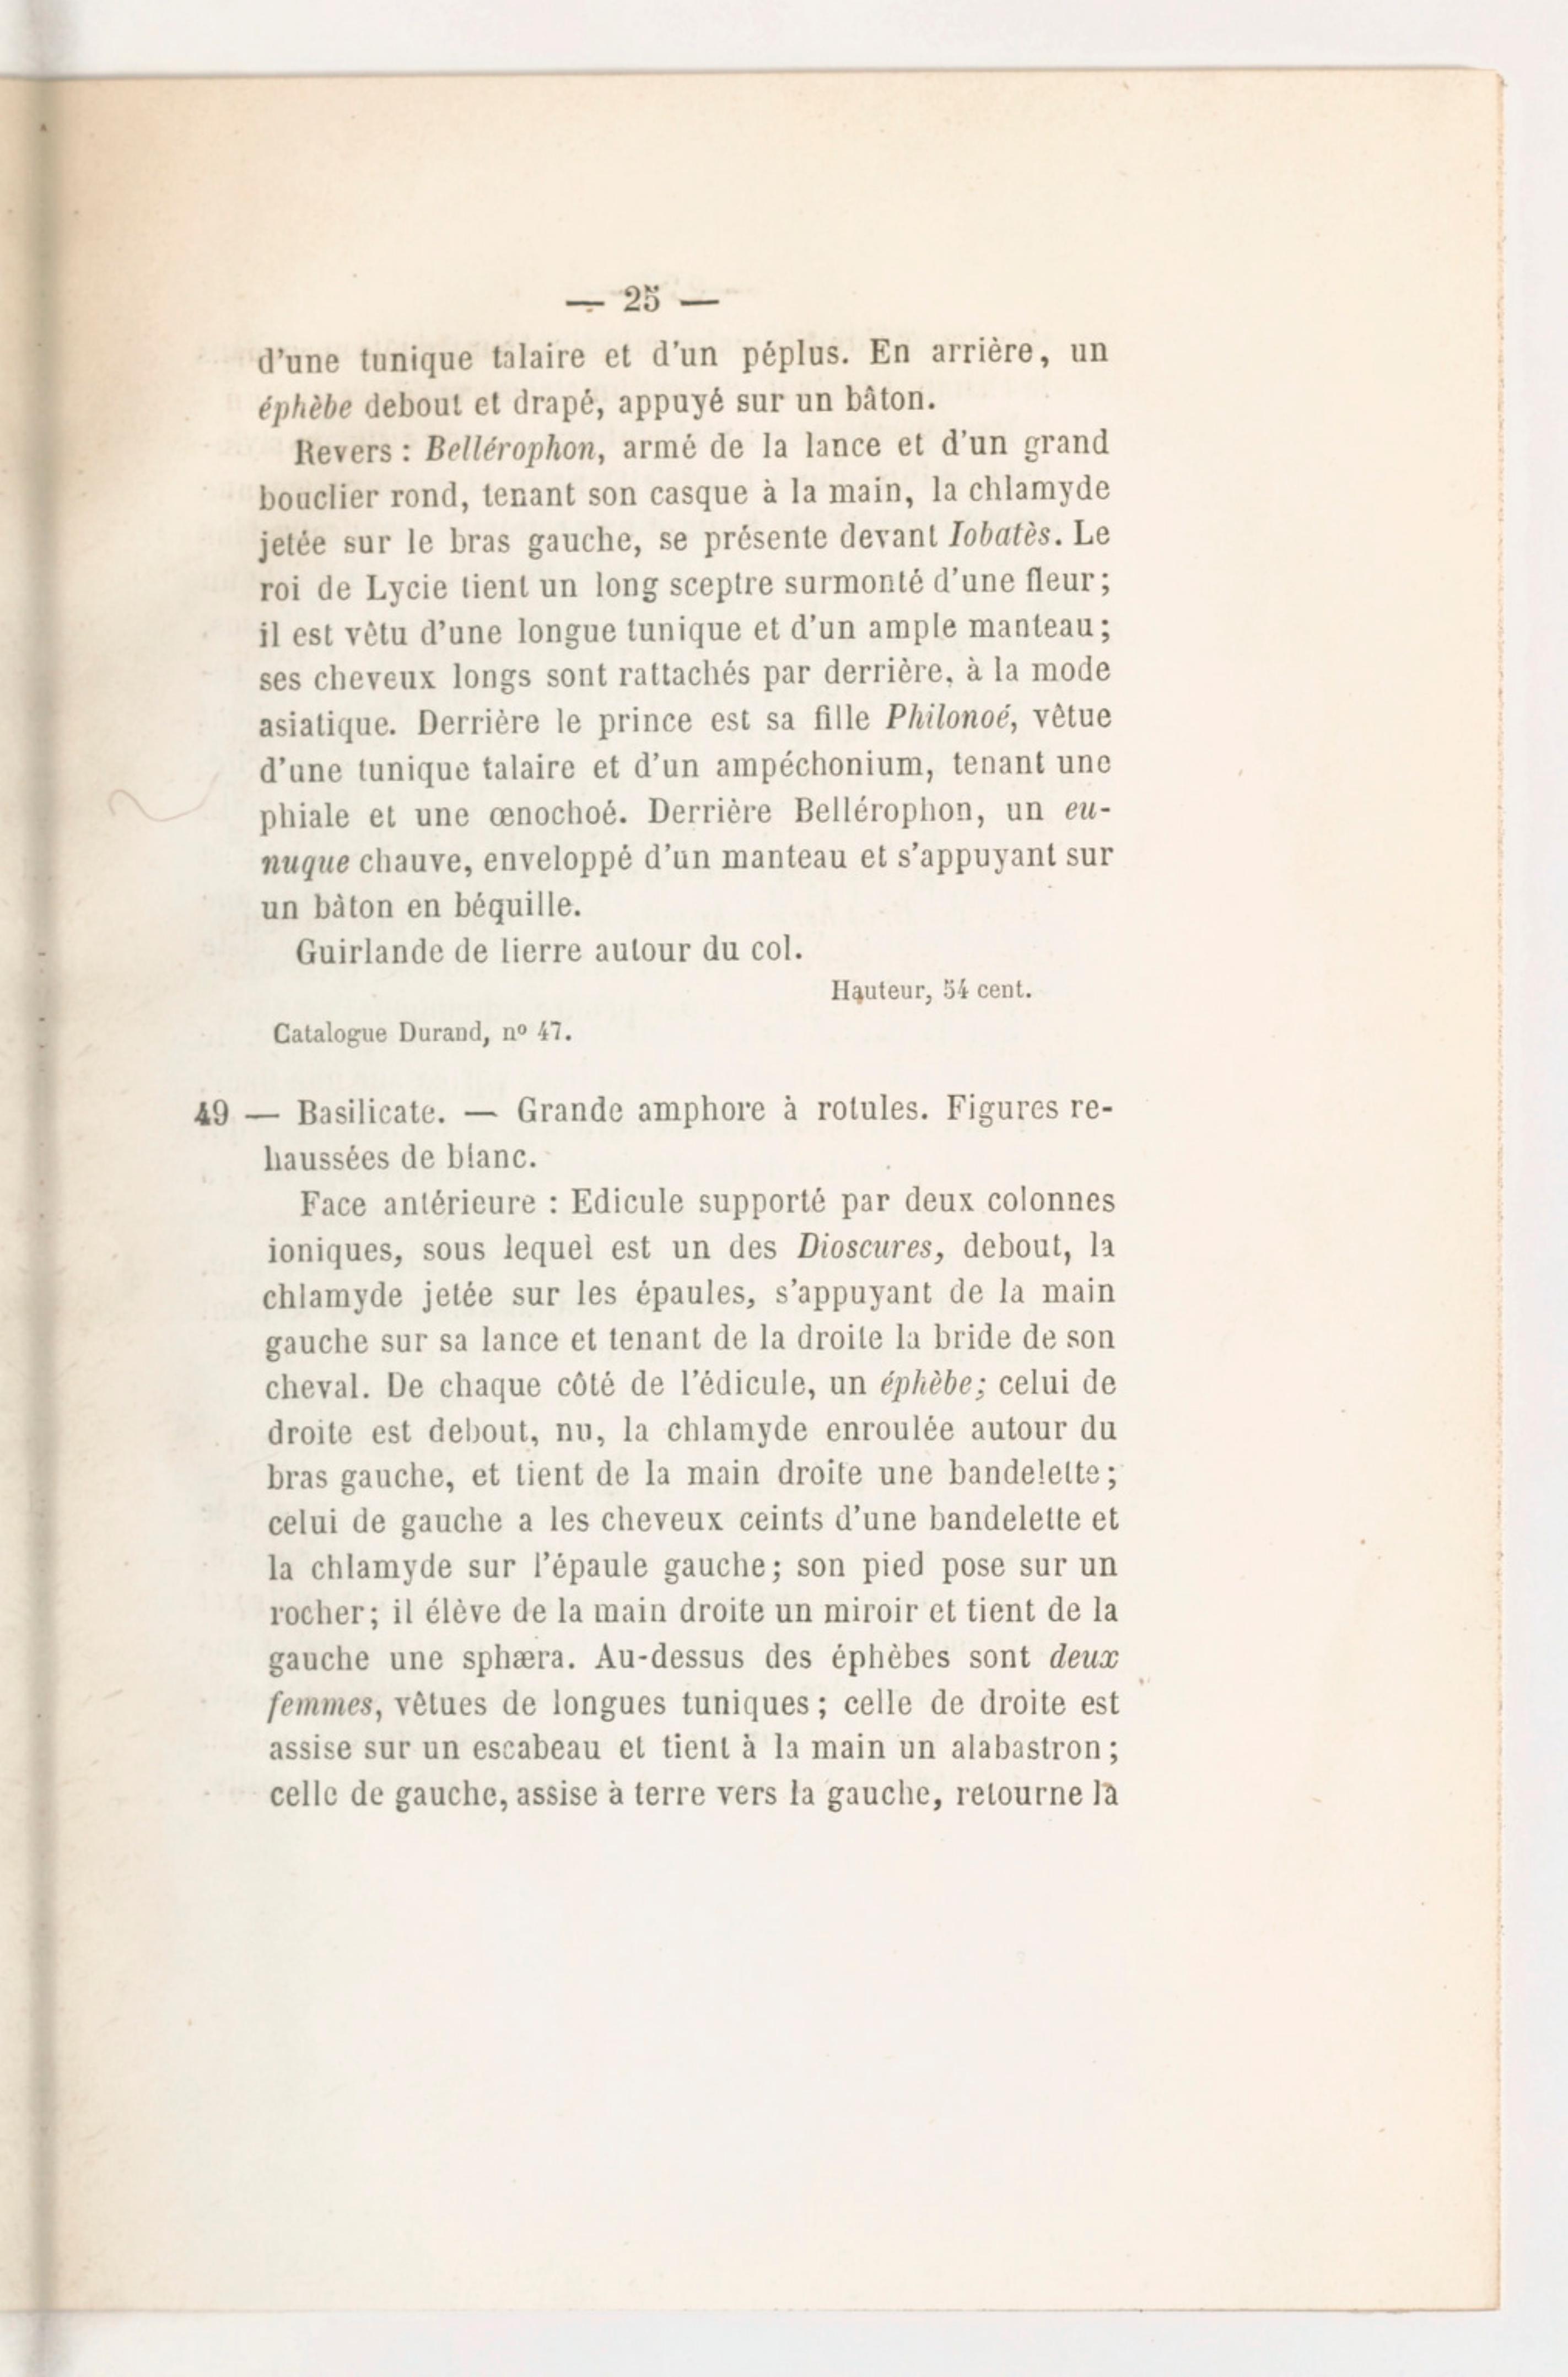 — 25 —
d'une tunique talaire et d'un péplus. En arrière, un
éphèbe debout et drapé, appuyé sur un bâton.
Revers : Bellérophon, armé de la lance et d'un grand
bouclier rond, tenant son casque à la main, la chlamyde
jetée sur le bras gauche, se présente devant Iobatès. Le
roi de Lycie tient un long sceptre surmonté d'une fleur;
il est vêtu d'une longue tunique et d'un ample manteau;
ses cheveux longs sont rattachés par derrière, à la mode
asiatique. Derrière le prince est sa fille Philonoé, vêtue
d'une tunique talaire et d'un ampéchonium, tenant une
phiale et une œnochoé. Derrière Bellérophon, un eu-
nuque chauve, enveloppé d'un manteau et s'appuyant sur
un bâton en béquille.
Guirlande de lierre autour du col.
Hauteur, 54 cent.
Catalogue Durand, nº 47.
49 — Basilicate. — Grande amphore à rotules. Figures re-
haussées de blanc.
Face antérieure : Edicule supporté par deux colonnes
ioniques, sous lequel est un des Dioscures, debout, la
chlamyde jetée sur les épaules, s'appuyant de la main
gauche sur sa lance et tenant de la droite la bride de son
cheval. De chaque côté de l'édicule, un éphèbe; celui de
droite est debout, nu, la chlamyde enroulée autour du
bras gauche, et tient de la main droite une bandelette;
celui de gauche a les cheveux ceints d'une bandelette et
la chlamyde sur l'épaule gauche; son pied pose sur un
rocher; il élève de la main droite un miroir et tient de la
gauche une sphæra. Au-dessus des éphèbes sont deux
femmes, vêtues de longues tuniques; celle de droite est
assise sur un escabeau et tient à la main un alabastron;
celle de gauche, assise à terre vers la gauche, retourne la